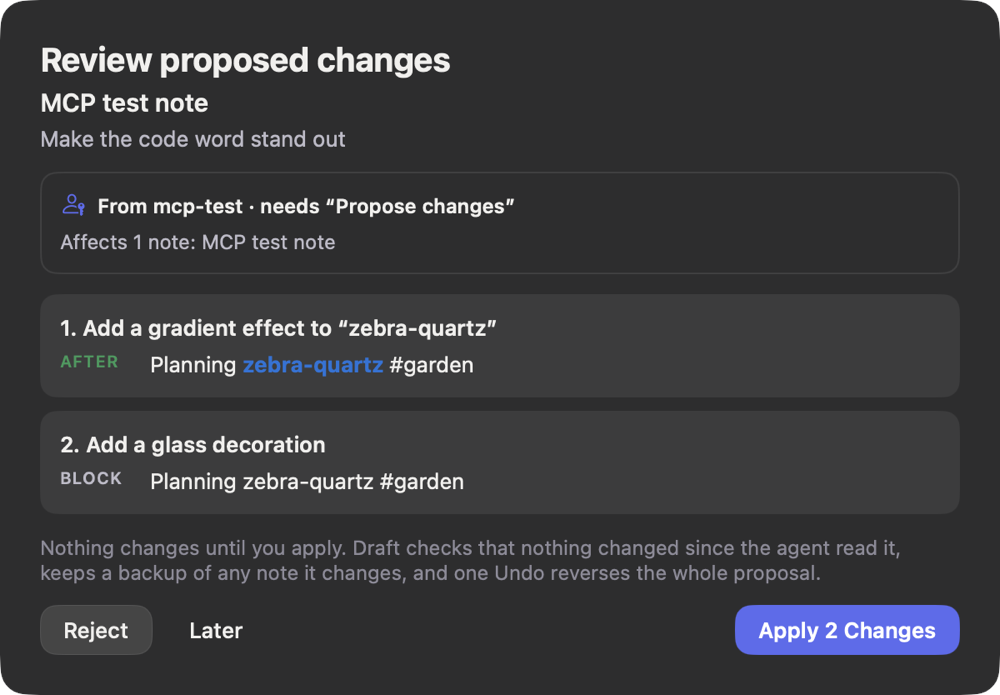 Review proposed changes
MCP test note
Make the code word stand out
From mcp-test · needs “Propose changes”
Affects 1 note: MCP test note
1. Add a gradient effect to “zebra-quartz”
AFTER Planning zebra-quartz #garden
2. Add a glass decoration
BLOCK Planning zebra-quartz #garden
Nothing changes until you apply. Draft checks that nothing changed since the agent read it,
keeps a backup of any note it changes, and one Undo reverses the whole proposal.
Reject Later Apply 2 Changes